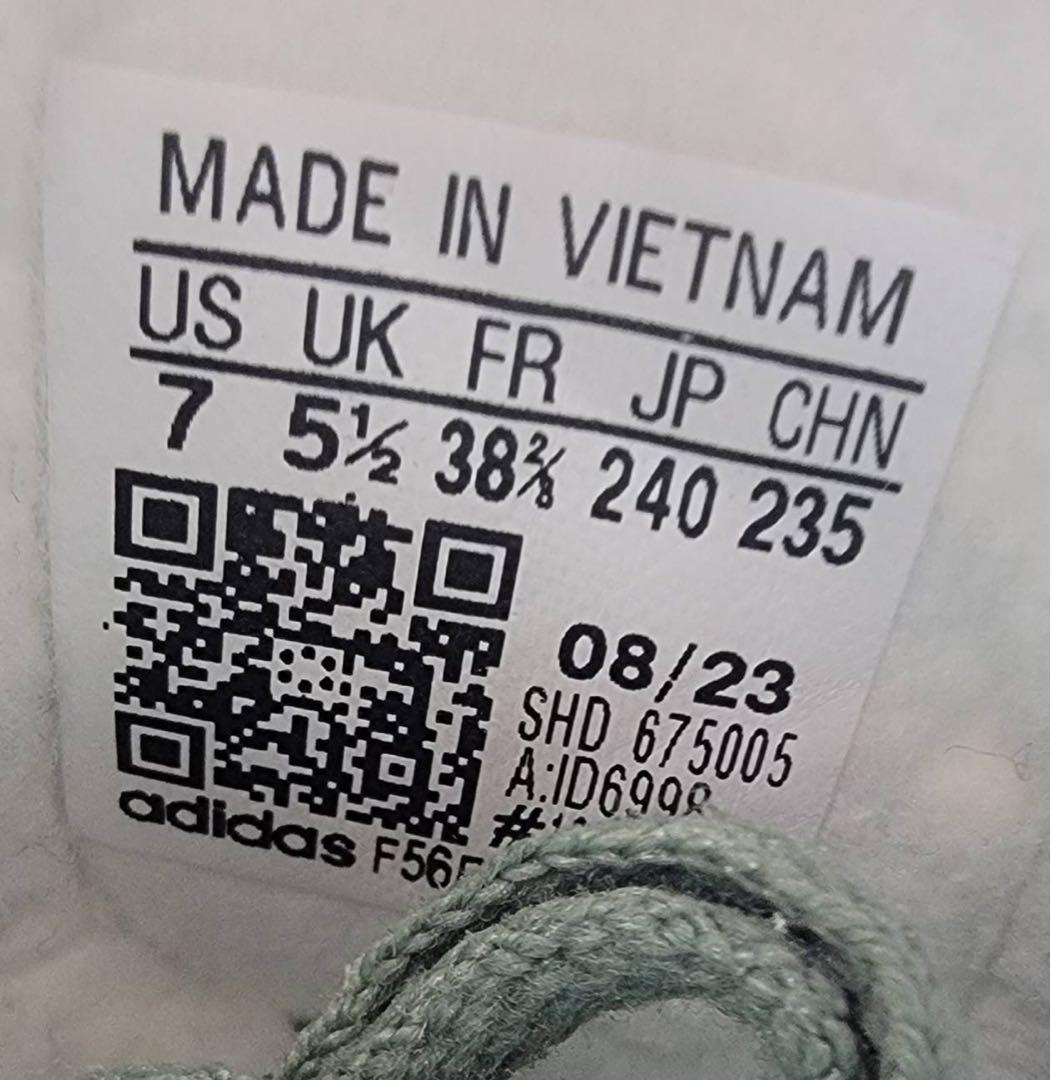 MADE IN VIETNAM
US UK FR JP CHN
7 5½ 38⅔ 240 235
08/23
SHD 675005
adidas